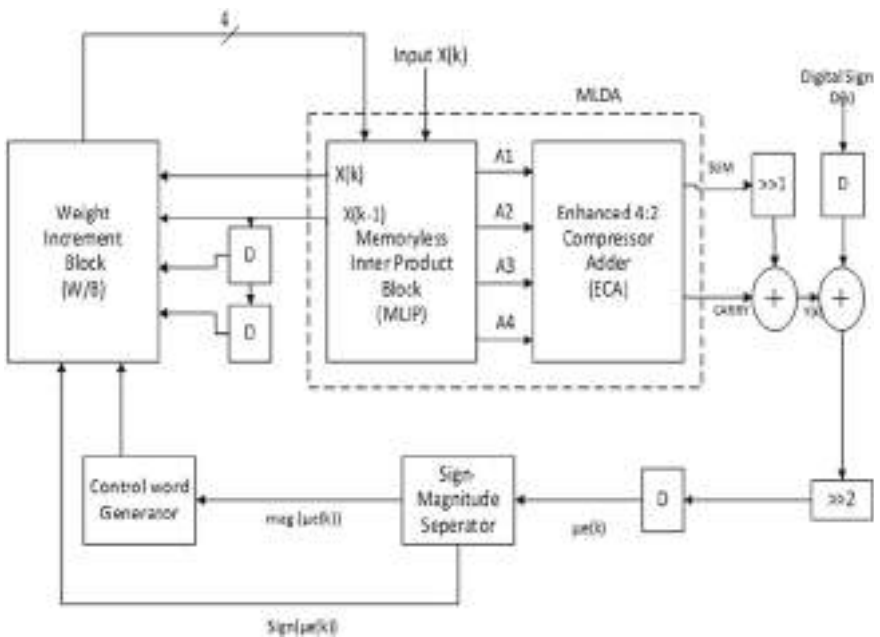 4
Input X(k)
Digital Sign
D(k)
MLDA
X(k)
X(k-1)
Memoryless
Inner Product
Block
(MLIP)
Weight
Increment
Block
(W/B)
D
D
A1
A2
A3
A4
Enhanced 4:2
Compressor
Adder
(ECA)
SUM
CARRY
>>1
D
+
+
Control word
Generator
mag (μe(k))
Sign-
Magnitude
Seperator
μe(k)
D
>>2
Sign(μe(k))